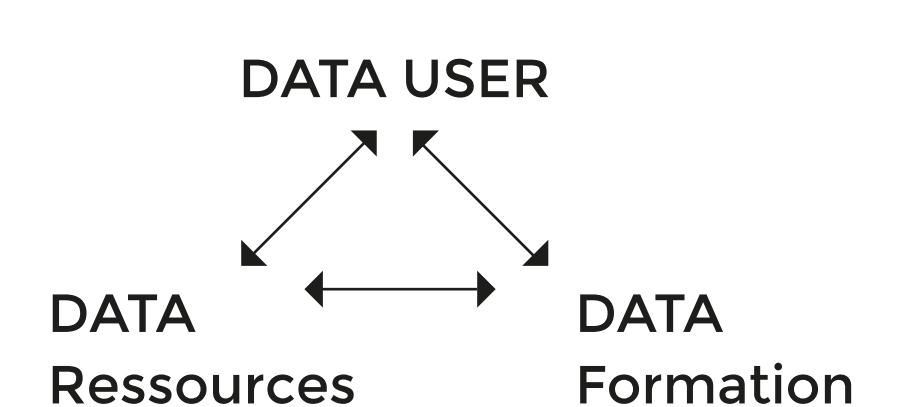 DATA USER
DATA
Ressources
DATA
Formation